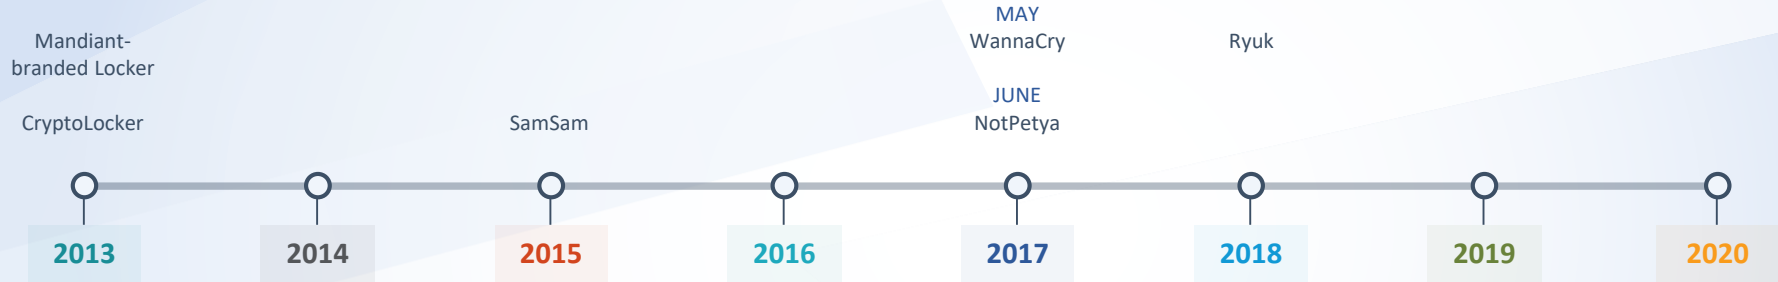 Mandiant-
branded Locker
CryptoLocker
SamSam
MAY
WannaCry
JUNE
NotPetya
Ryuk
2013
2014
2015
2016
2017
2018
2019
2020